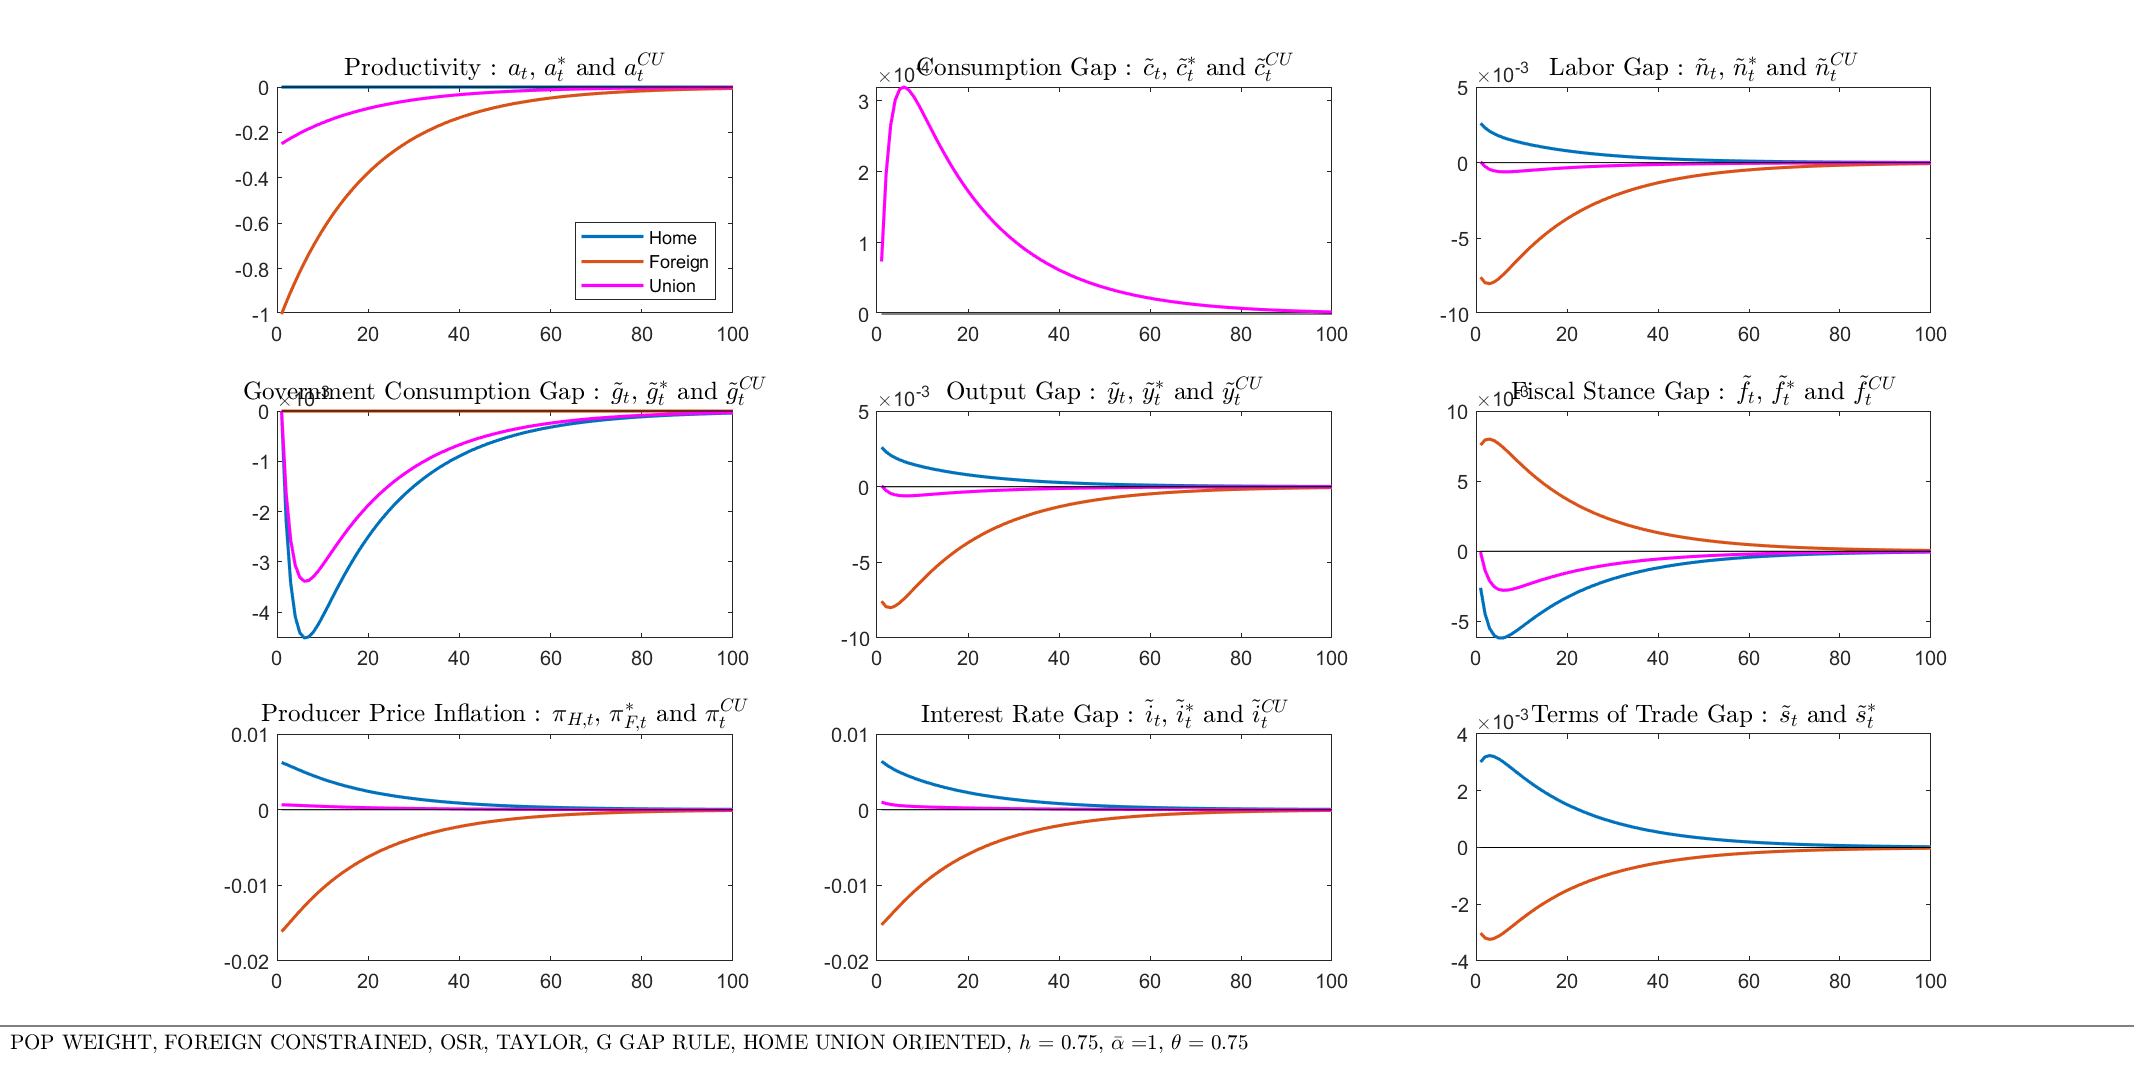 Productivity : a_t, a_t^* and a_t^{CU}
0
-0.2
-0.4
-0.6
-0.8
-1
0 20 40 60 80 100
Home
Foreign
Union
Consumption Gap : c̃_t, c̃_t^* and c̃_t^{CU}
×10^{-4}
3
2
1
0
0 20 40 60 80 100
Labor Gap : ñ_t, ñ_t^* and ñ_t^{CU}
×10^{-3}
5
0
-5
-10
0 20 40 60 80 100
Government Consumption Gap : g̃_t, g̃_t^* and g̃_t^{CU}
×10^{-3}
0
-1
-2
-3
-4
0 20 40 60 80 100
Output Gap : ỹ_t, ỹ_t^* and ỹ_t^{CU}
×10^{-3}
5
0
-5
-10
0 20 40 60 80 100
Fiscal Stance Gap : f̃_t, f̃_t^* and f̃_t^{CU}
×10^{-3}
10
5
0
-5
0 20 40 60 80 100
Producer Price Inflation : π_{H,t}, π_{F,t}^* and π_t^{CU}
0.01
0
-0.01
-0.02
0 20 40 60 80 100
Interest Rate Gap : ĩ_t, ĩ_t^* and ĩ_t^{CU}
0.01
0
-0.01
-0.02
0 20 40 60 80 100
Terms of Trade Gap : s̃_t and s̃_t^*
×10^{-3}
4
2
0
-2
-4
0 20 40 60 80 100
POP WEIGHT, FOREIGN CONSTRAINED, OSR, TAYLOR, G GAP RULE, HOME UNION ORIENTED, h = 0.75, ᾱ =1, θ = 0.75